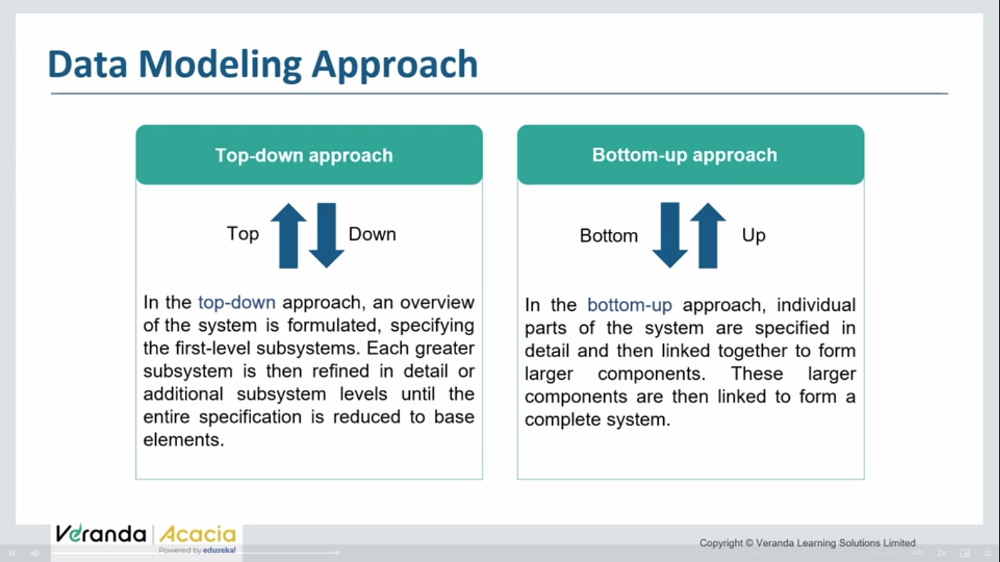 Data Modeling Approach
Top-down approach
Top
Down
In the top-down approach, an overview
of the system is formulated, specifying
the first-level subsystems. Each greater
subsystem is then refined in detail or
additional subsystem levels until the
entire specification is reduced to base
elements.
Bottom-up approach
Bottom
Up
In the bottom-up approach, individual
parts of the system are specified in
detail and then linked together to form
larger components. These larger
components are then linked to form a
complete system.
Veranda | Acacia
Powered by edureka!
Copyright © Veranda Learning Solutions Limited
2x